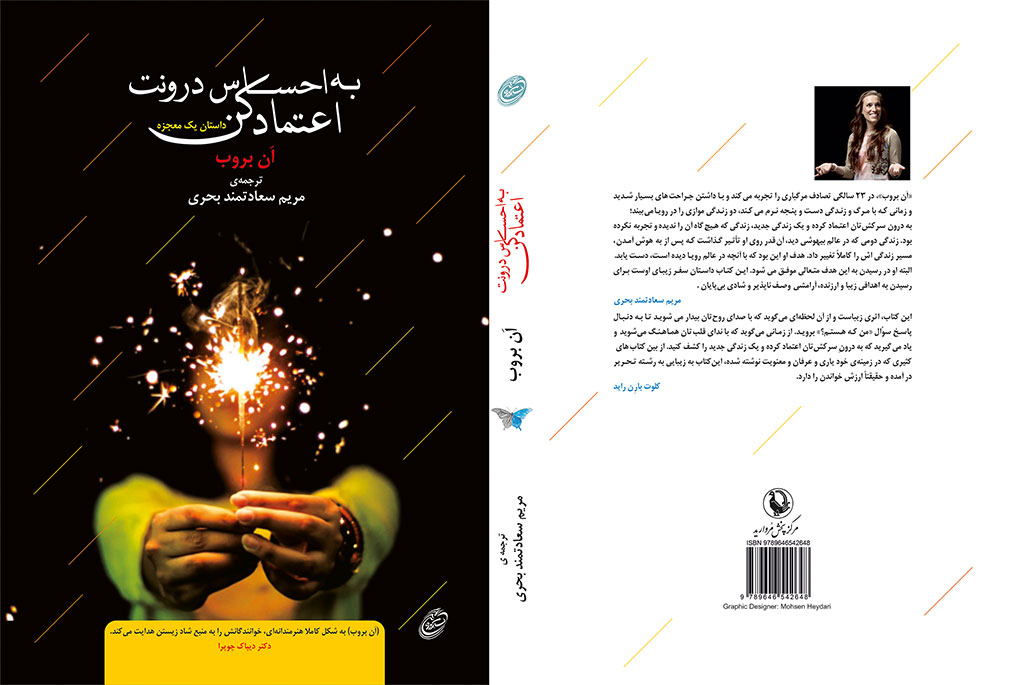 به احساس درونت
اعتماد کن
داستان یک معجزه
آن بروب
ترجمه‌ی
مریم سعادتمند بحری
(آن بروب) به شکل کاملا هنرمندانه‌ای، خوانندگانش را به منبع شاد زیستن هدایت می‌کند.
دکتر دیپاک چوپرا
به احساس درونت
اعتماد کن
آن بروب
ترجمه ی
مریم سعادتمند بحری
«آن بروب»، در ۲۳ سالگی تصادف مرگباری را تجربه می‌کند و با داشتن جراحت‌های بسیار شدید
و زمانی که با مرگ و زندگی دست و پنجه نرم می‌کند، دو زندگی موازی را در رویا می‌بیند؛
به درون سرکش‌تان اعتماد کرده و یک زندگی جدید، زندگی که هیچ گاه آن را ندیده و تجربه نکرده
بود. زندگی دومی که در عالم بیهوشی دید، آن قدر روی او تأثیر گذاشت که پس از به هوش آمدن،
مسیر زندگی اش را کاملاً تغییر داد. هدف او این بود که با آنچه در عالم رویا دیده است، دست یابد.
البته او در رسیدن به این هدف متعالی موفق می شود. این کتاب داستان سفر زیبای اوست برای
رسیدن به اهدافی زیبا و ارزنده، آرامشی وصف ناپذیر و شادی بی‌پایان .
مریم سعادتمند بحری
این کتاب، اثری زیباست و از آن لحظه‌ای می‌گوید که با صدای روح‌تان بیدار می شوید تا به دنبال
پاسخ سؤال «من که هستم؟» بروید. از زمانی می‌گوید که با ندای قلب‌تان هماهنگ می‌شوید و
یاد می گیرید که به درون سرکش‌تان اعتماد کرده و یک زندگی جدید را کشف کنید. از بین کتاب های
کثیری که در زمینه‌ی خود یاری و عرفان و معنویت نوشته شده، این‌کتاب به زیبایی به رشته تحریر
در آمده و حقیقتاً ارزش خواندن را دارد.
کلوت بارن راید
مرکز پخش مروارید
ISBN 9789646542648
9 789646 542648
Graphic Designer: Mohsen Heydari